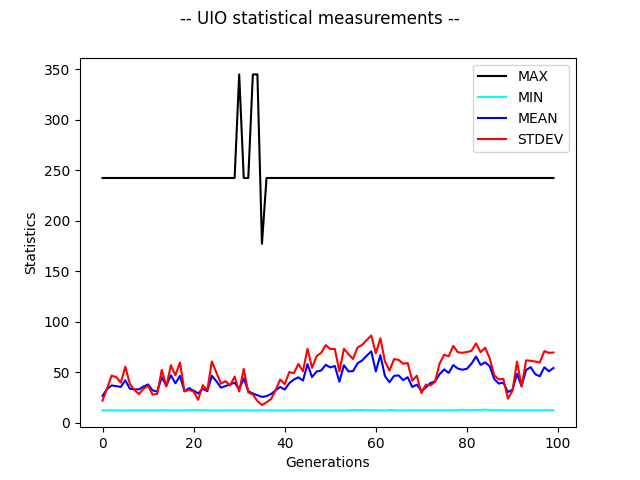 -- UIO statistical measurements --
350
300
250
200
150
100
50
0
Statistics
MAX
MIN
MEAN
STDEV
0 20 40 60 80 100
Generations